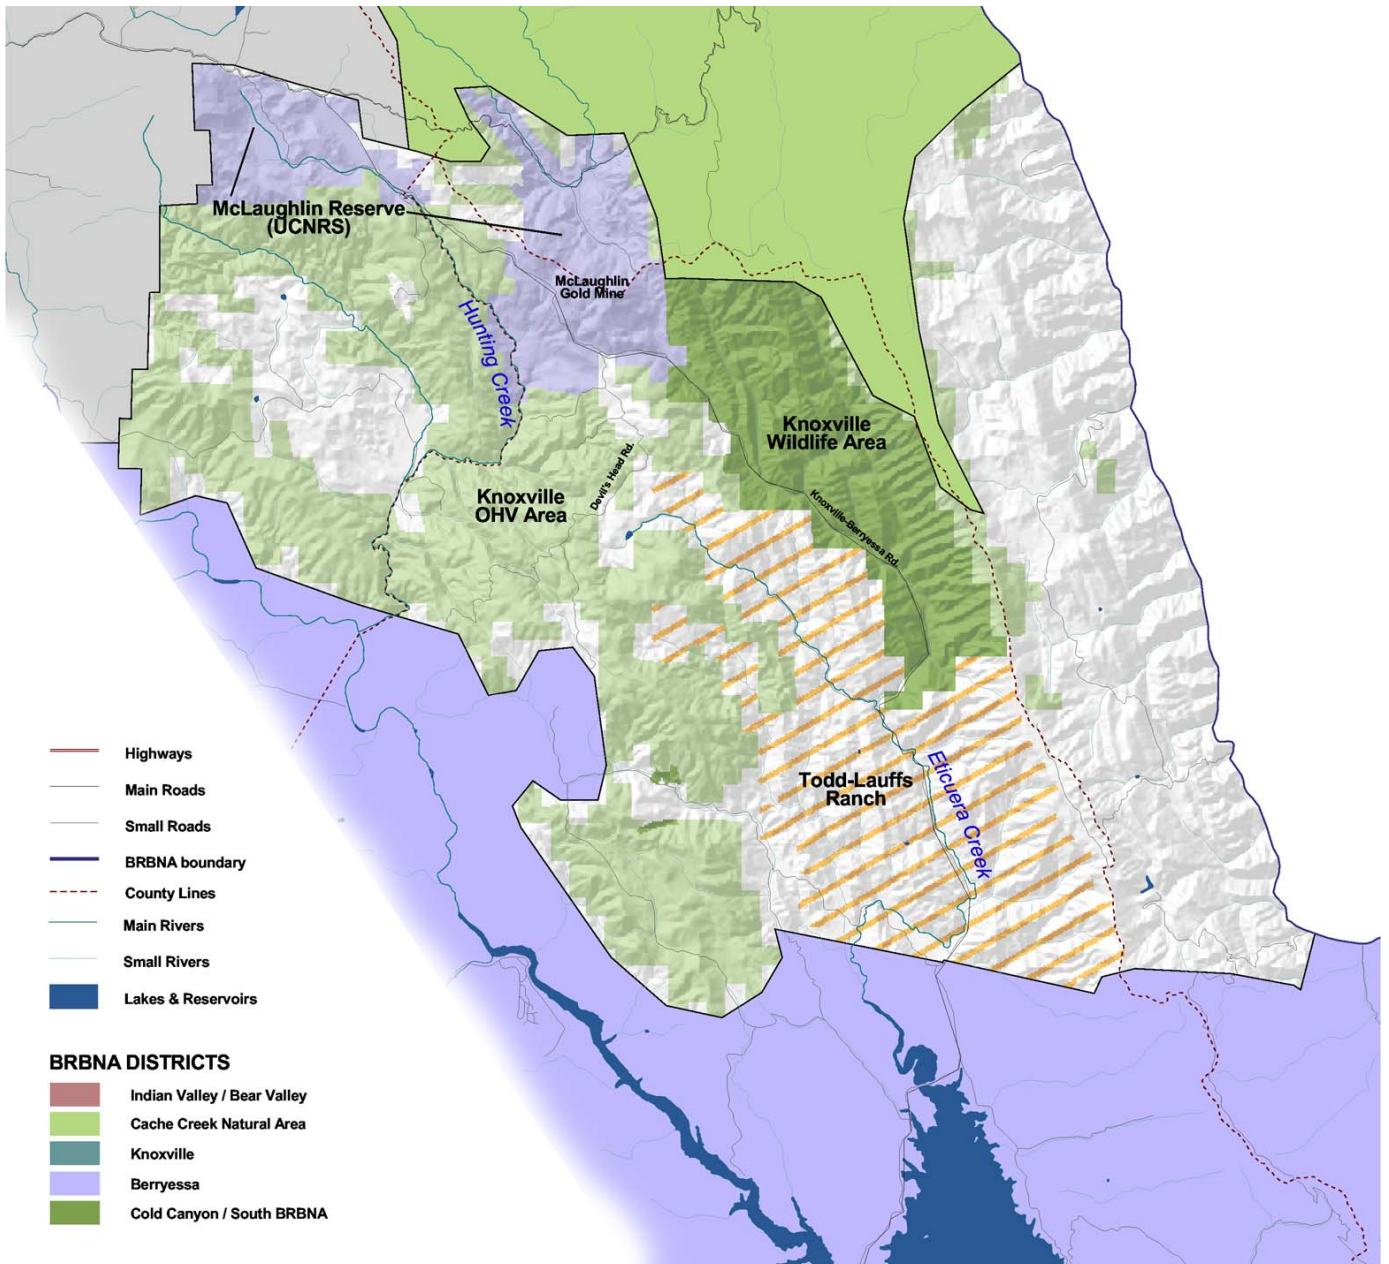 McLaughlin Reserve
(UCNRS)
McLaughlin
Gold Mine
Hunting Creek
Knoxville
Wildlife Area
Devil's Head Rd.
Knoxville
OHV Area
Knoxville-Berryessa Rd.
Todd-Lauffs
Ranch
Eticuera Creek
Highways
Main Roads
Small Roads
BRBNA boundary
County Lines
Main Rivers
Small Rivers
Lakes & Reservoirs
BRBNA DISTRICTS
Indian Valley / Bear Valley
Cache Creek Natural Area
Knoxville
Berryessa
Cold Canyon / South BRBNA